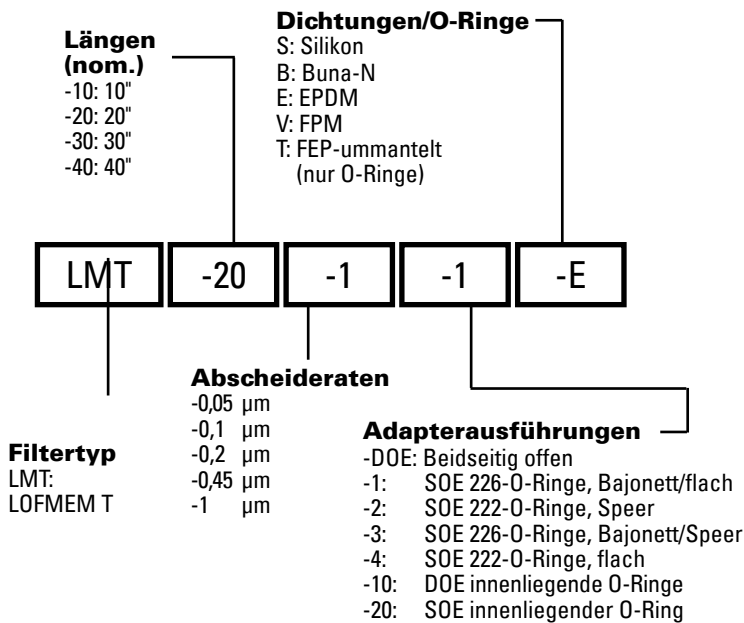 Längen
(nom.)
-10: 10"
-20: 20"
-30: 30"
-40: 40"
Dichtungen/O-Ringe
S: Silikon
B: Buna-N
E: EPDM
V: FPM
T: FEP-ummantelt
(nur O-Ringe)
LMT -20 -1 -1 -E
Filtertyp
LMT:
LOFMEM T
Abscheideraten
-0,05 µm
-0,1 µm
-0,2 µm
-0,45 µm
-1 µm
Adapterausführungen
-DOE: Beidseitig offen
-1: SOE 226-O-Ringe, Bajonett/flach
-2: SOE 222-O-Ringe, Speer
-3: SOE 226-O-Ringe, Bajonett/Speer
-4: SOE 222-O-Ringe, flach
-10: DOE innenliegende O-Ringe
-20: SOE innenliegender O-Ring